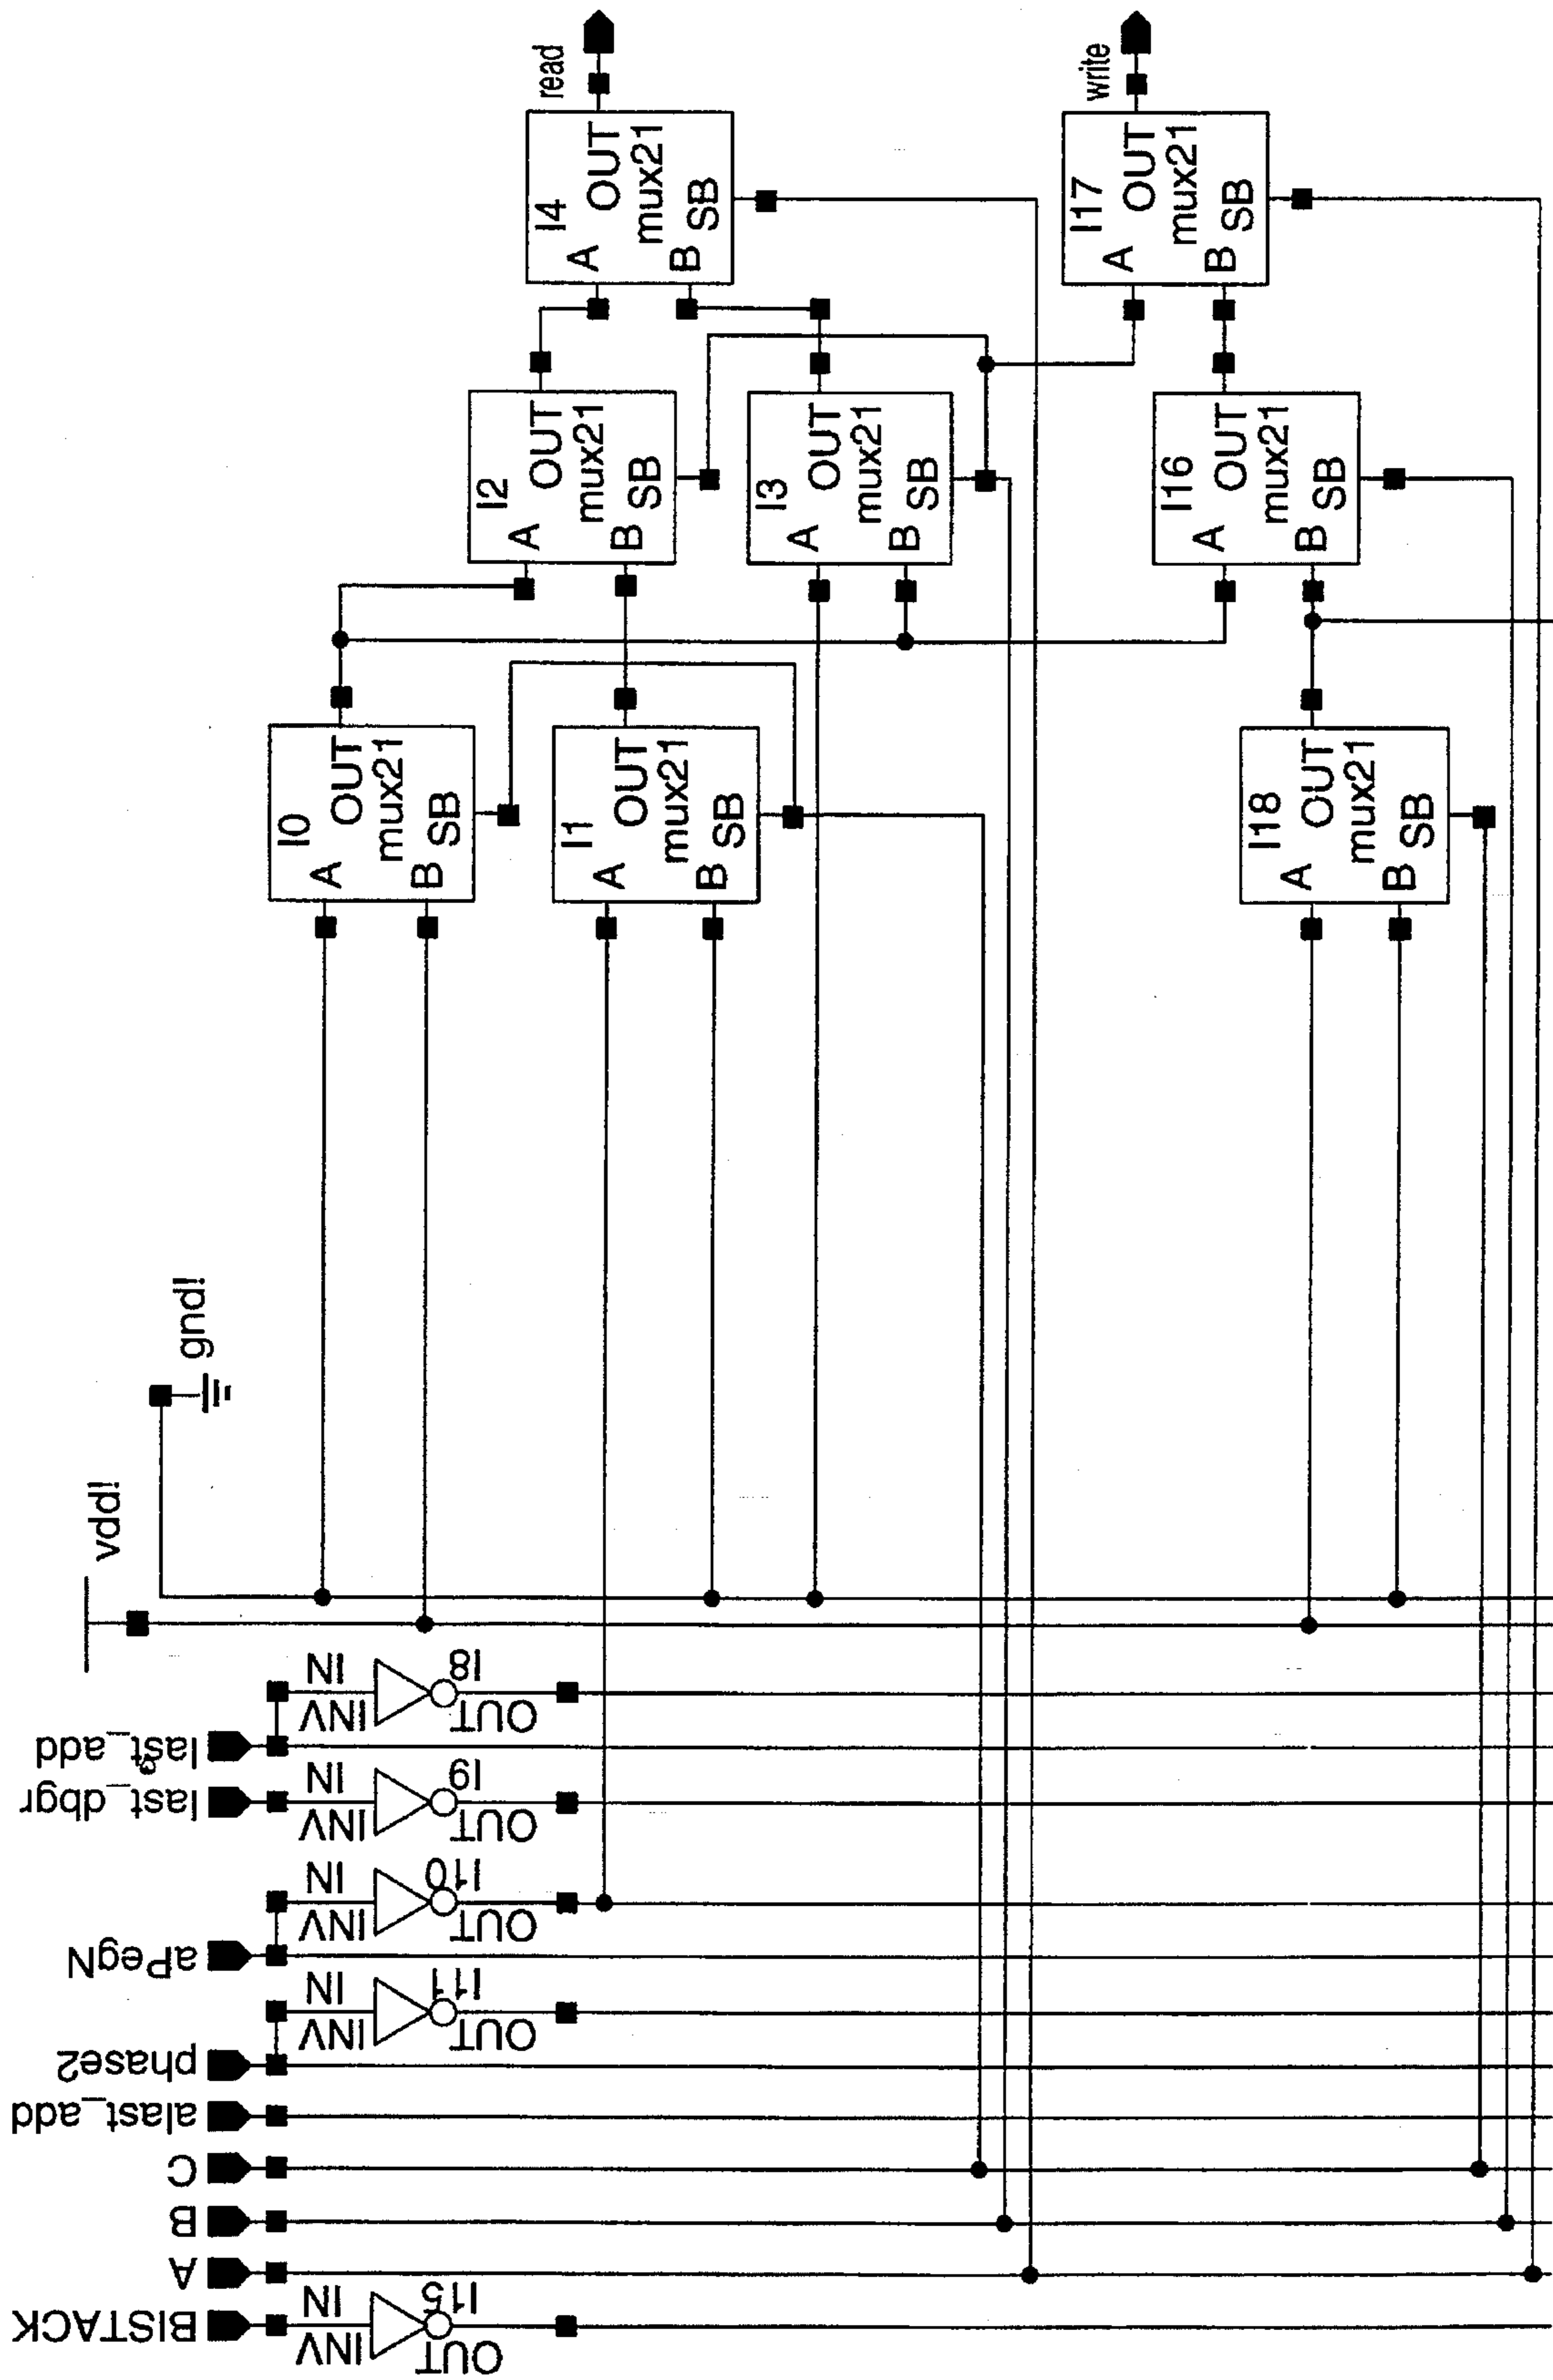 vdd!
gnd!
last_add
last_dbgr
aPegN
phase2
alast_add
C
B
A
BISTACK
IN
INV
OUT
I8
IN
INV
OUT
I9
IN
INV
OUT
I10
IN
INV
OUT
I11
IN
INV
OUT
I15
I0
A
OUT
mux21
B
SB
I1
A
OUT
mux21
B
SB
I2
A
OUT
mux21
B
SB
I3
A
OUT
mux21
B
SB
I4
A
OUT
mux21
B
SB
read
I18
A
OUT
mux21
B
SB
I16
A
OUT
mux21
B
SB
I17
A
OUT
mux21
B
SB
write